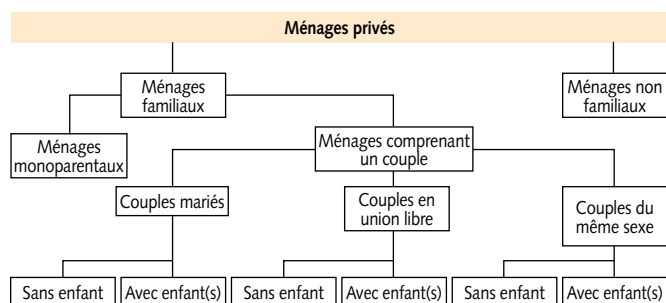 Ménages privés
Ménages
familiaux
Ménages non
familiaux
Ménages
monoparentaux
Ménages comprenant
un couple
Couples mariés
Couples en
union libre
Couples du
même sexe
Sans enfant
Avec enfant(s)
Sans enfant
Avec enfant(s)
Sans enfant
Avec enfant(s)